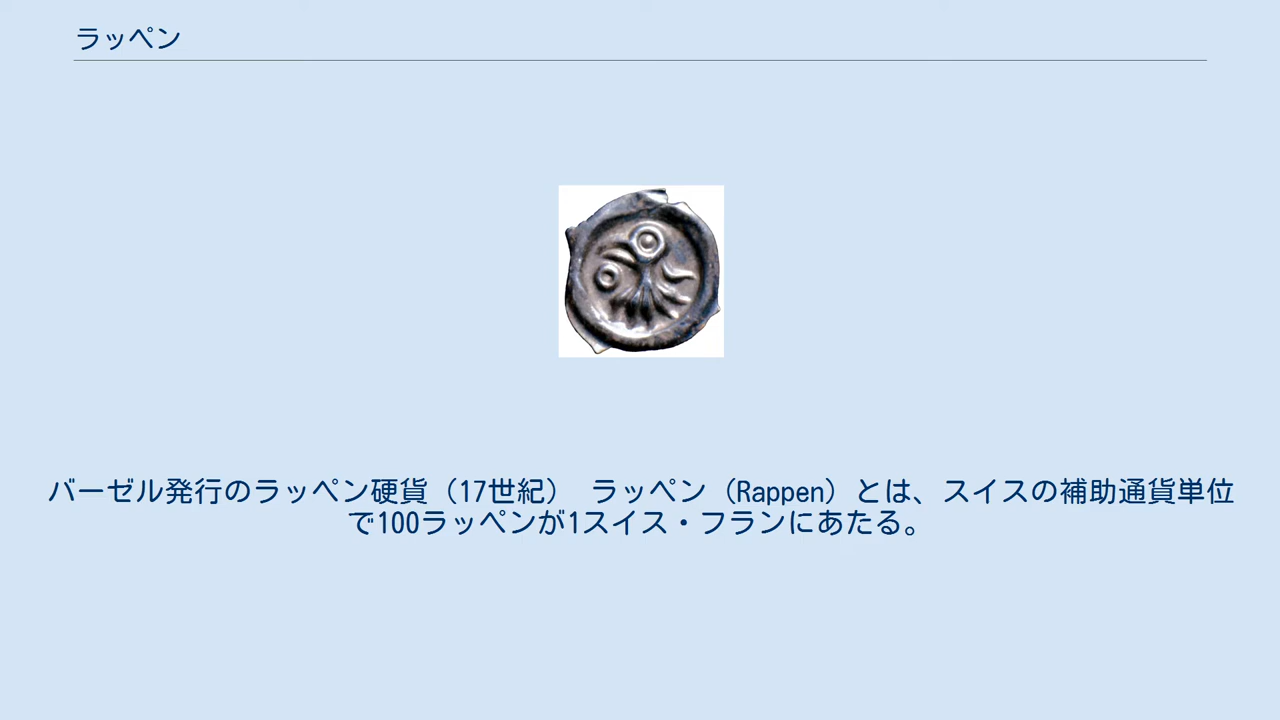 ラッペン
バーゼル発行のラッペン硬貨（17世紀） ラッペン（Rappen）とは、スイスの補助通貨単位
で100ラッペンが1スイス・フランにあたる。